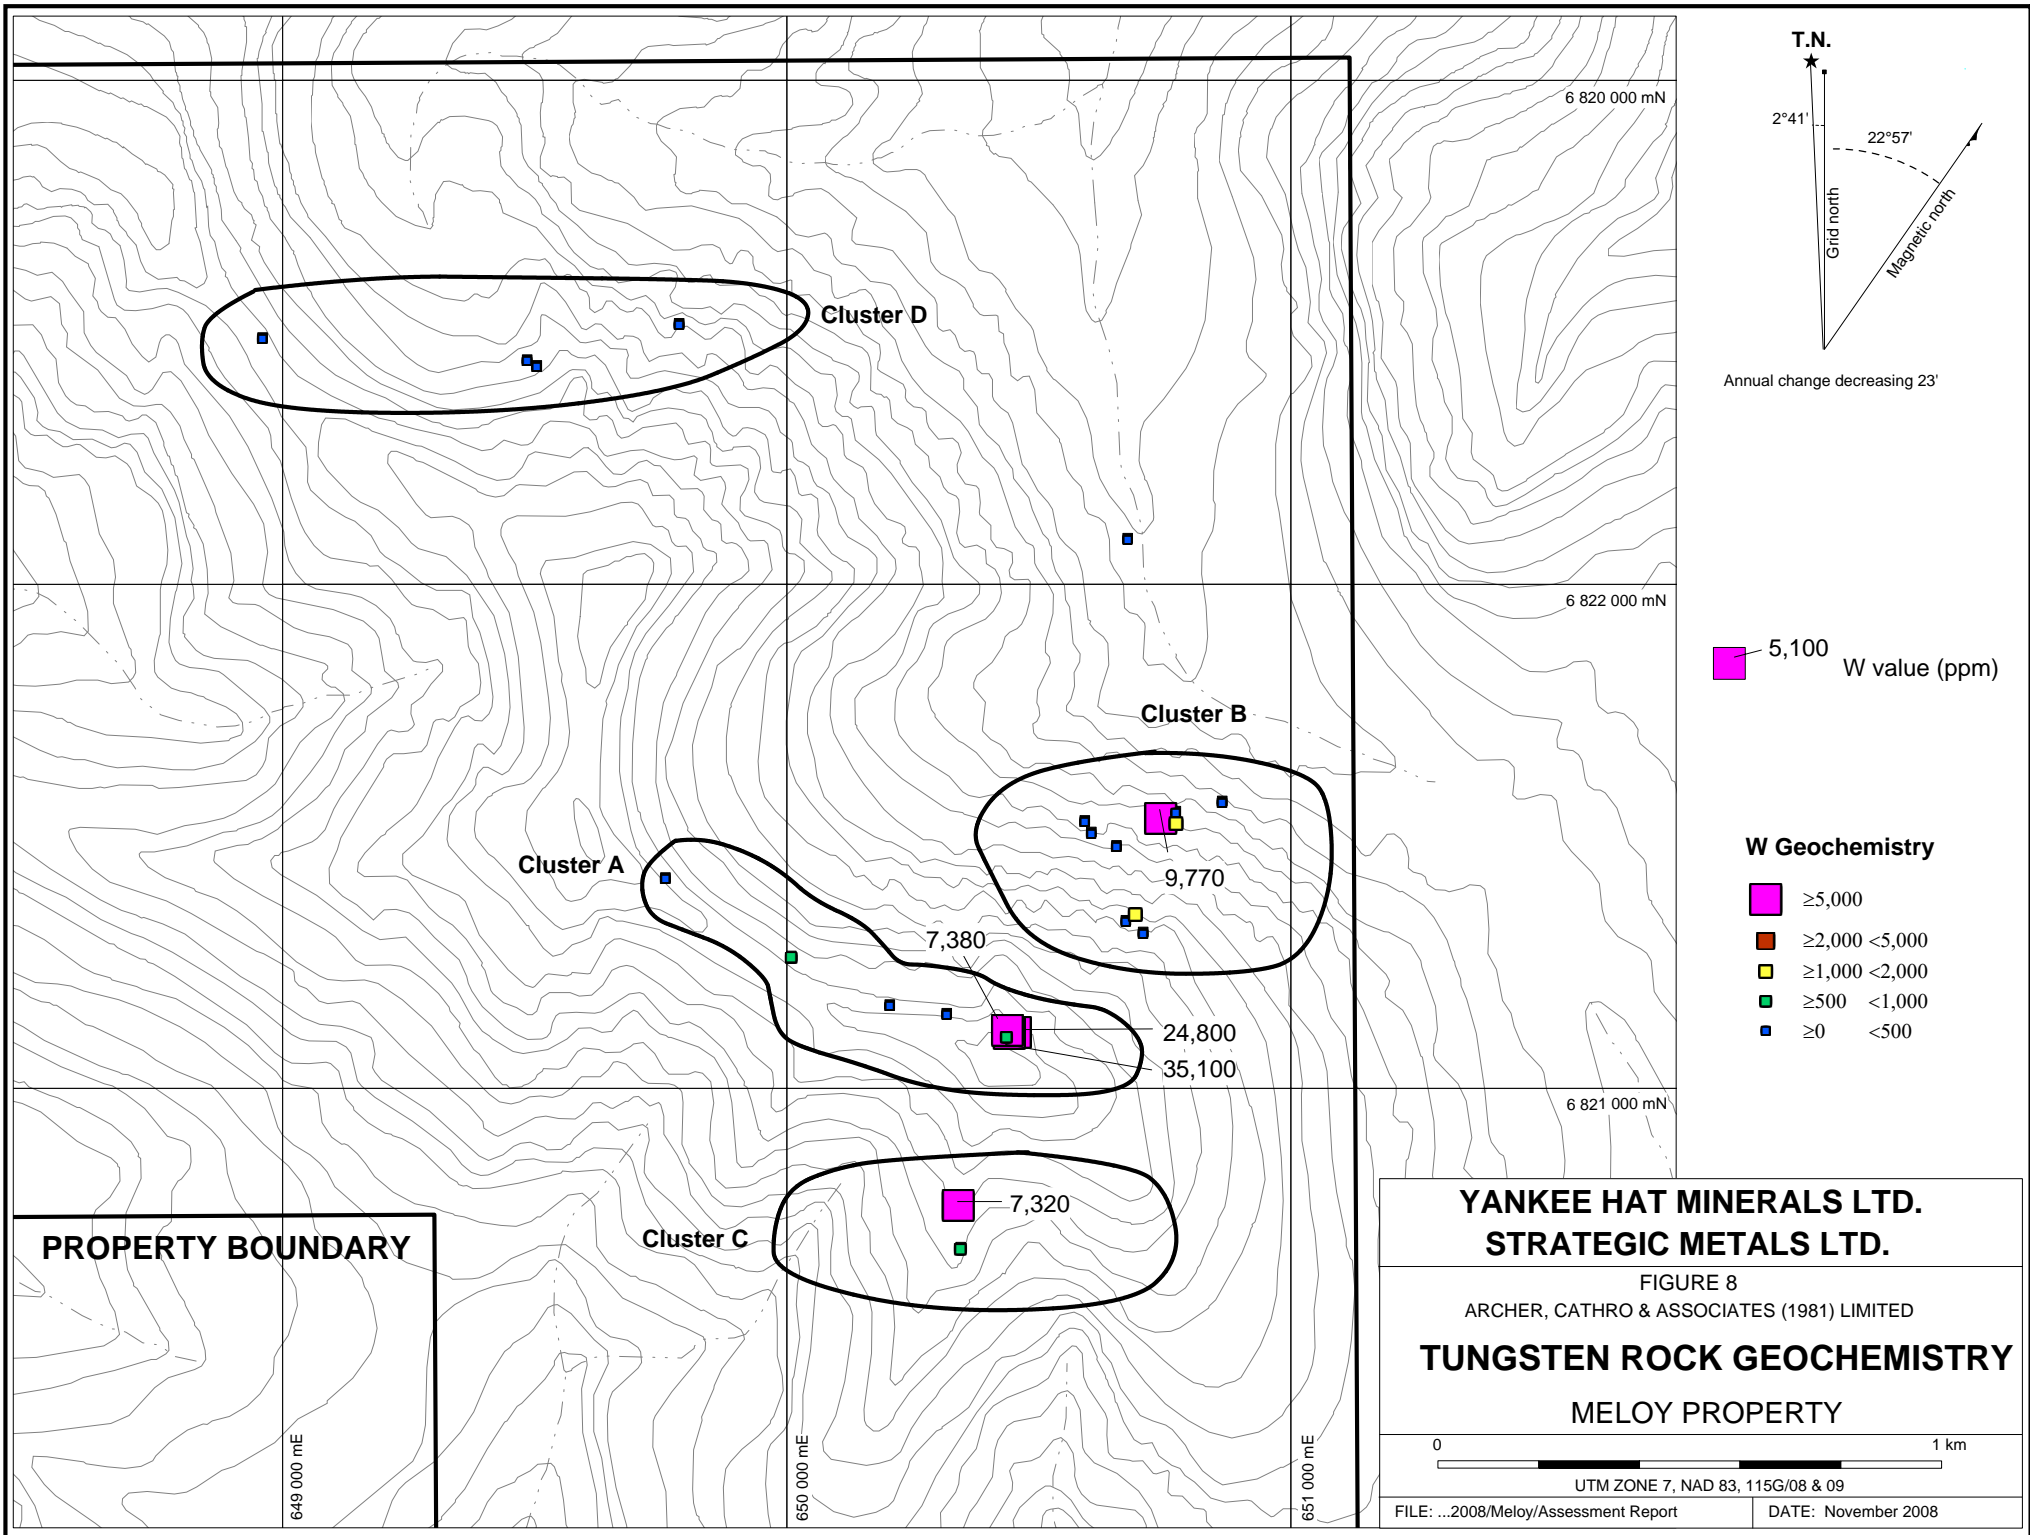 T.N.
6 820 000 mN
2°41'
22°57'
Grid north
Magnetic north
Annual change decreasing 23'
Cluster D
6 822 000 mN
5,100
W value (ppm)
Cluster B
9,770
Cluster A
7,380
24,800
35,100
W Geochemistry
≥5,000
≥2,000 <5,000
≥1,000 <2,000
≥500 <1,000
≥0 <500
6 821 000 mN
7,320
Cluster C
PROPERTY BOUNDARY
649 000 mE
650 000 mE
651 000 mE
YANKEE HAT MINERALS LTD.
STRATEGIC METALS LTD.
FIGURE 8
ARCHER, CATHRO & ASSOCIATES (1981) LIMITED
TUNGSTEN ROCK GEOCHEMISTRY
MELOY PROPERTY
0 1 km
UTM ZONE 7, NAD 83, 115G/08 & 09
FILE: ...2008/Meloy/Assessment Report
DATE: November 2008